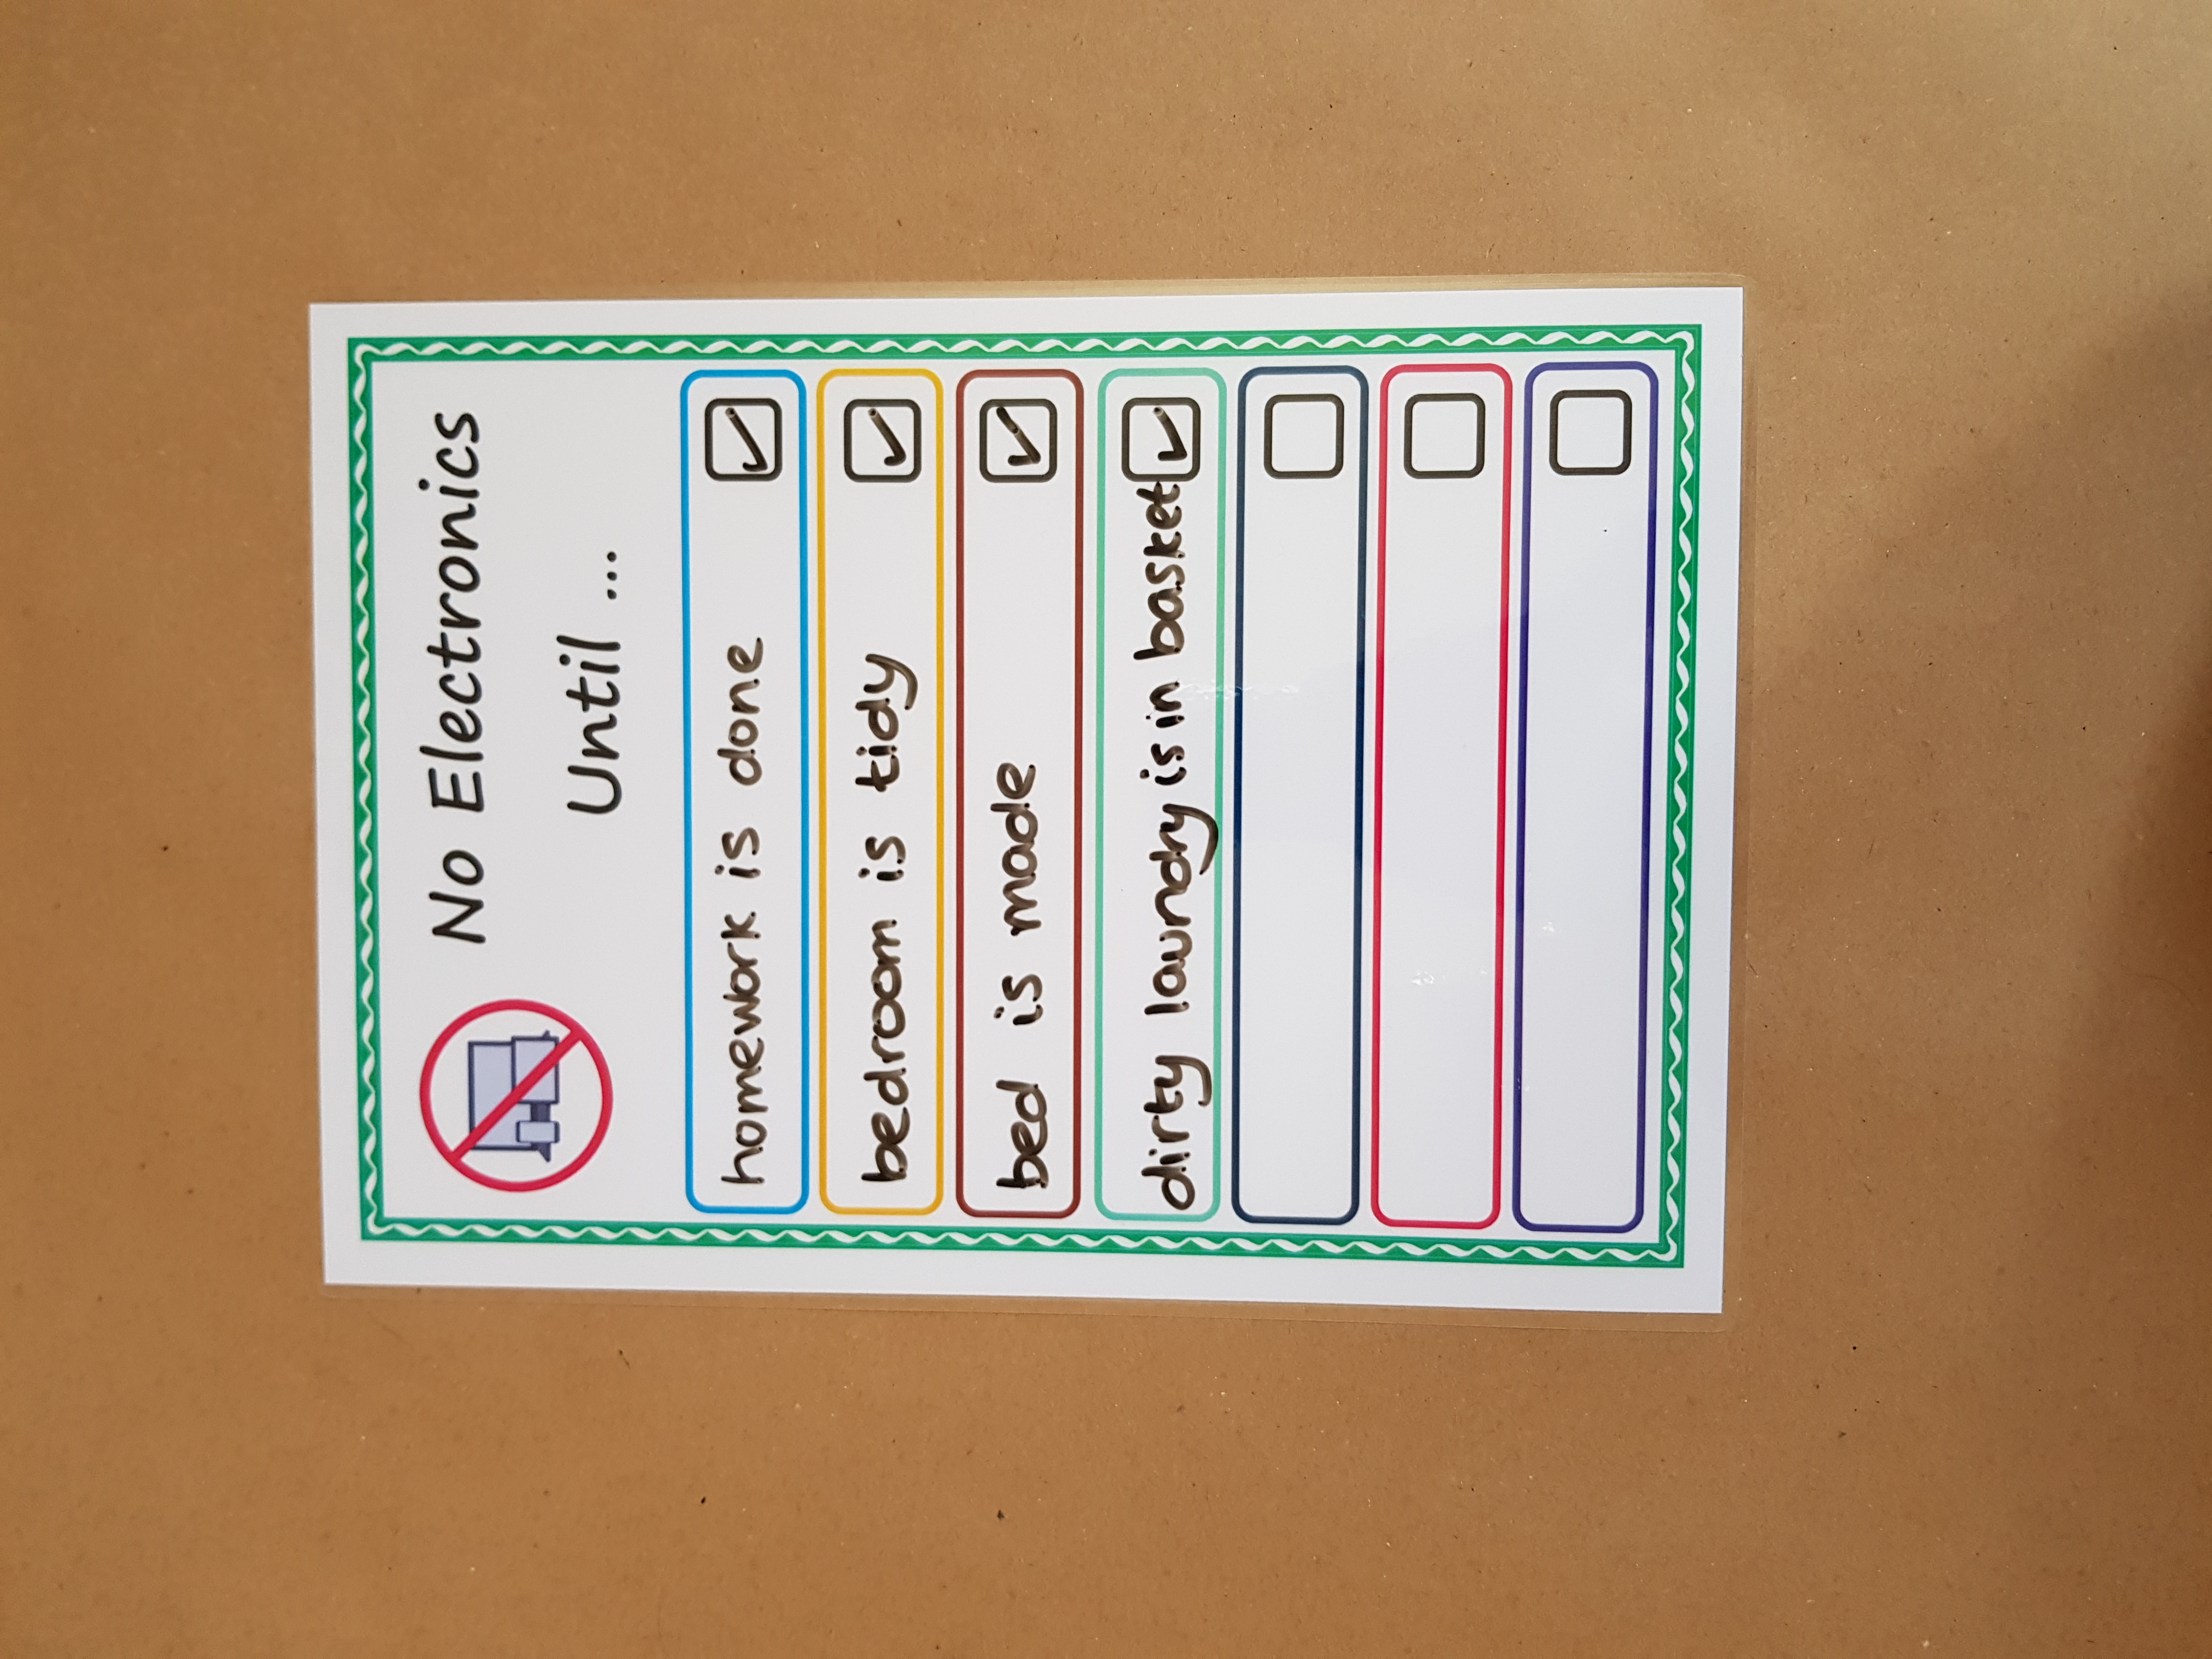 No Electronics
Until ...
homework is done
bedroom is tidy
bed is made
dirty laundry is in basket